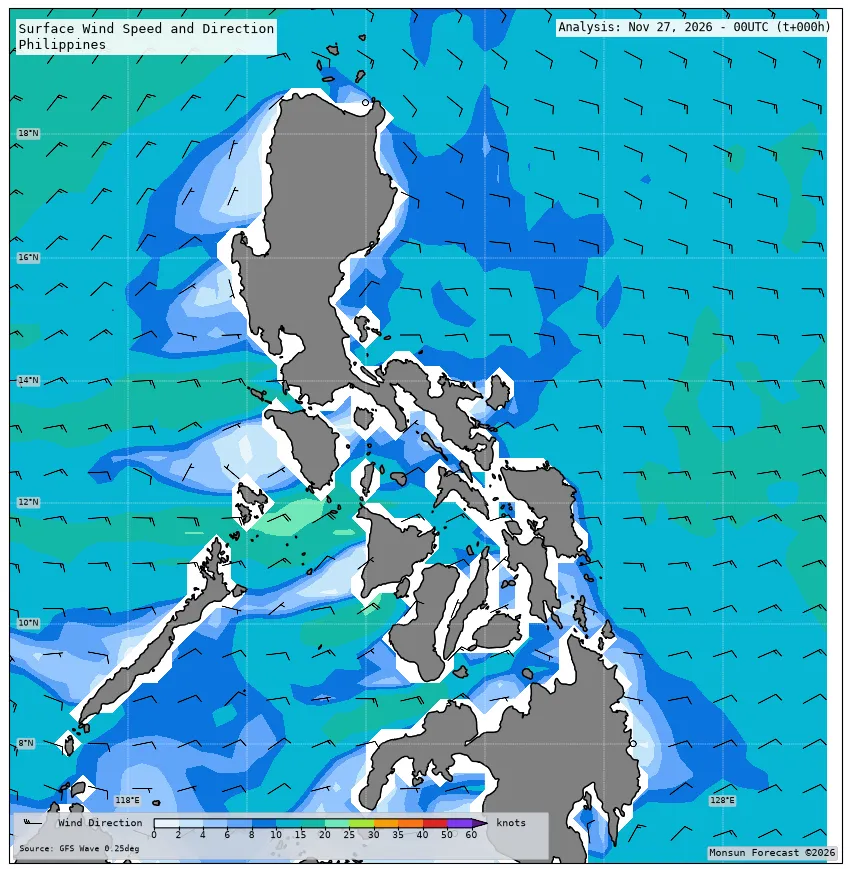 Surface Wind Speed and Direction
Philippines
Analysis: Nov 27, 2026 - 00UTC (t+000h)
18°N
16°N
14°N
12°N
10°N
8°N
118°E
128°E
Wind Direction
0 2 4 6 8 10 15 20 25 30 35 40 50 60 knots
Source: GFS Wave 0.25deg
Monsun Forecast ©2026